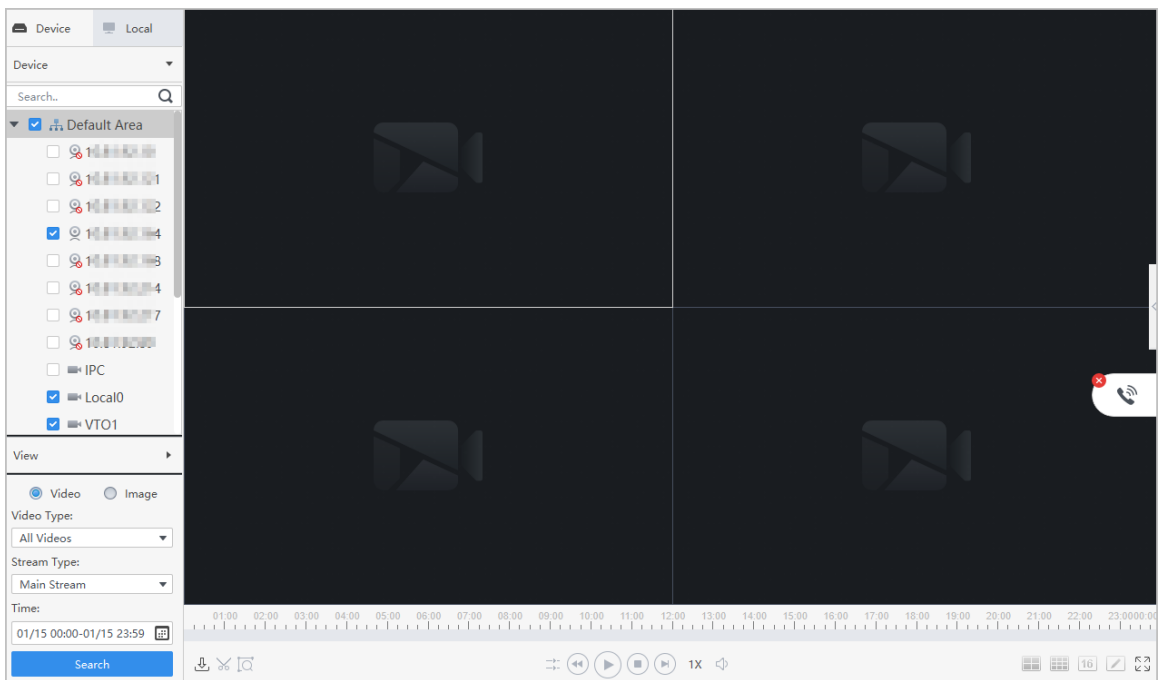 Device Local
Device
Search..
Default Area
IPC
Local0
VTO1
View
Video Image
Video Type:
All Videos
Stream Type:
Main Stream
Time:
01/15 00:00-01/15 23:59
Search
01:00 02:00 03:00 04:00 05:00 06:00 07:00 08:00 09:00 10:00 11:00 12:00 13:00 14:00 15:00 16:00 17:00 18:00 19:00 20:00 21:00 22:00 23:00
1X
16